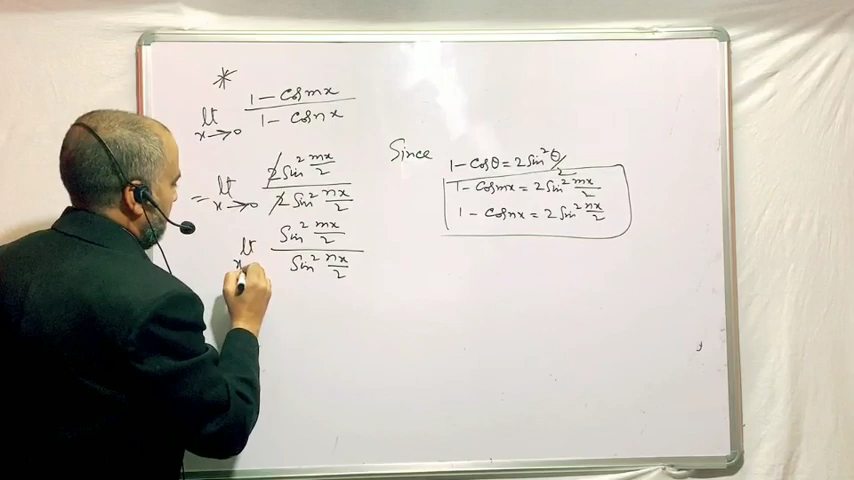 *
lt x→0 (1 - Cos mx) / (1 - Cos nx)
= lt x→0 (2 Sin² mx/2) / (2 Sin² nx/2)
lt x (Sin² mx/2) / (Sin² nx/2)
Since 1 - Cos θ = 2 Sin² θ/2
1 - Cos mx = 2 Sin² mx/2
1 - Cos nx = 2 Sin² nx/2